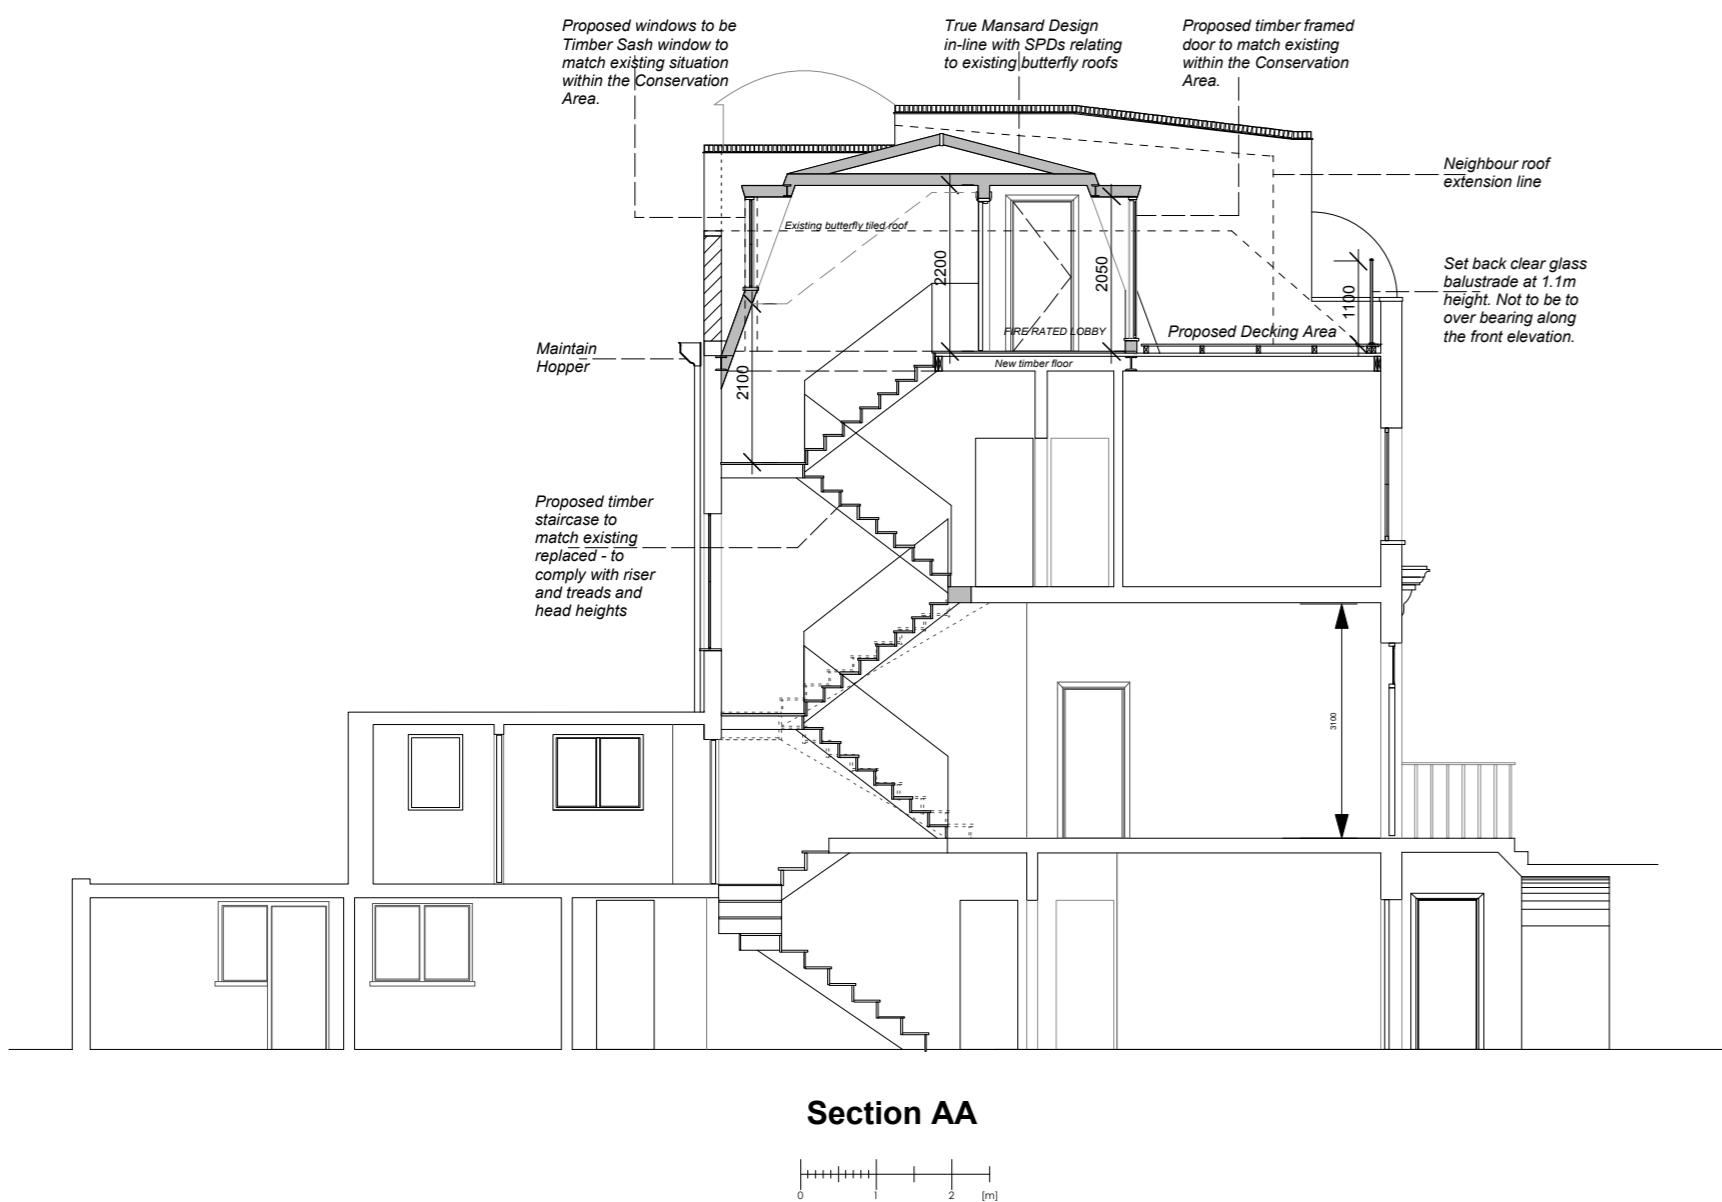 Proposed windows to be
Timber Sash window to
match existing situation
within the Conservation
Area.
True Mansard Design
in-line with SPDs relating
to existing butterfly roofs
Proposed timber framed
door to match existing
within the Conservation
Area.
Neighbour roof
extension line
Existing butterfly tiled roof
2200
2050
1100
Set back clear glass
balustrade at 1.1m
height. Not to be to
over bearing along
the front elevation.
FIRE RATED LOBBY
Proposed Decking Area
Maintain
Hopper
New timber floor
2100
Proposed timber
staircase to
match existing
replaced - to
comply with riser
and treads and
head heights
3100
Section AA
0 1 2 [m]